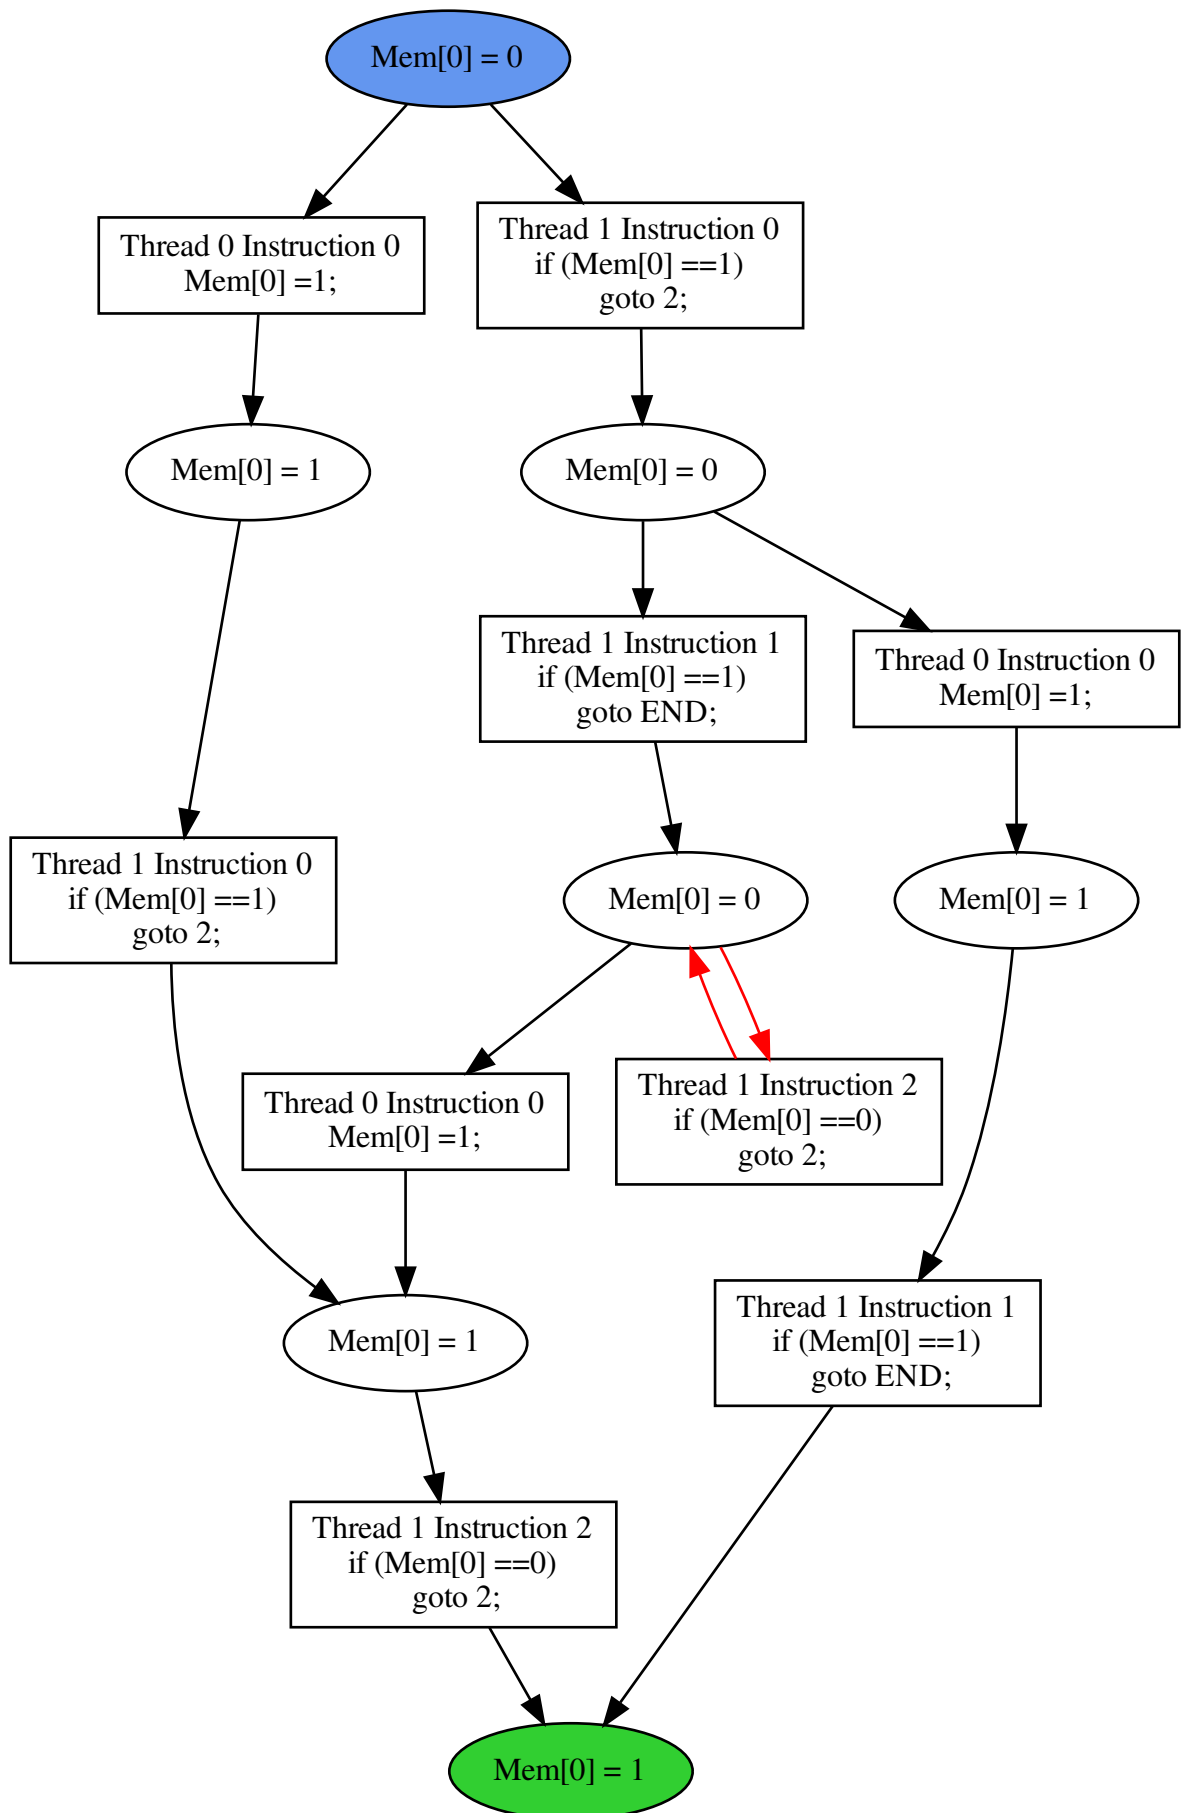 Mem[0] = 0
Thread 0 Instruction 0
Mem[0] =1;
Thread 1 Instruction 0
if (Mem[0] ==1)
goto 2;
Mem[0] = 1
Mem[0] = 0
Thread 1 Instruction 1
if (Mem[0] ==1)
goto END;
Thread 0 Instruction 0
Mem[0] =1;
Thread 1 Instruction 0
if (Mem[0] ==1)
goto 2;
Mem[0] = 0
Mem[0] = 1
Thread 0 Instruction 0
Mem[0] =1;
Thread 1 Instruction 2
if (Mem[0] ==0)
goto 2;
Mem[0] = 1
Thread 1 Instruction 1
if (Mem[0] ==1)
goto END;
Thread 1 Instruction 2
if (Mem[0] ==0)
goto 2;
Mem[0] = 1